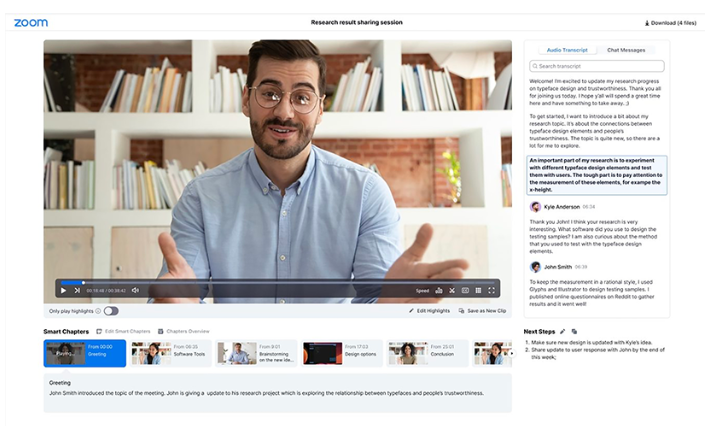 zoom
Research result sharing session
Download (4 files)
Audio Transcript
Chat Messages
Search transcript
Welcome! I'm excited to update my research progress
on typeface design and trustworthiness. Thank you all
for joining us today. I hope y'all will spend a great time
here and have something to take away. ;)
To get started, I want to introduce a bit about my
research topic. It's about the connections between
typeface design elements and people's
trustworthiness. The topic is quite new, so there are a
lot for me to explore.
An important part of my research is to experiment
with different typeface design elements and test
them with users. The tough part is to pay attention to
the measurement of these elements, for exampe the
x-height.
Kyle Anderson 00:34
Thank you John! I think your research is very
interesting. What software did you use to design the
testing samples? I am also curous about the method
that you used to test with the typeface design
elements.
John Smith 00:39
To keep the measurement in a rational style, I used
Glyphs and Illustrator to design testing samples. I
published online questionnaires on Reddit to gather
results and it went well!
Speed
Only play highlights
Edit Highlights
Save as New Clip
Smart Chapters
Edit Smart Chapters
Chapters Overview
Playing...
From 00:00
Greeting
From 06:25
Software Tools
From 9:01
Brainstorming
on the new ide...
From 17:03
Design options
From 25:01
Conclusion
Greeting
John Smith introduced the topic of the meeting. John is giving a update to his research project which is exploring the relationship between typefaces and people's trustworthiness.
Next Steps
1. Make sure new design is updated with Kyle's idea.
2. Share update to user response with John by the end of
this week;